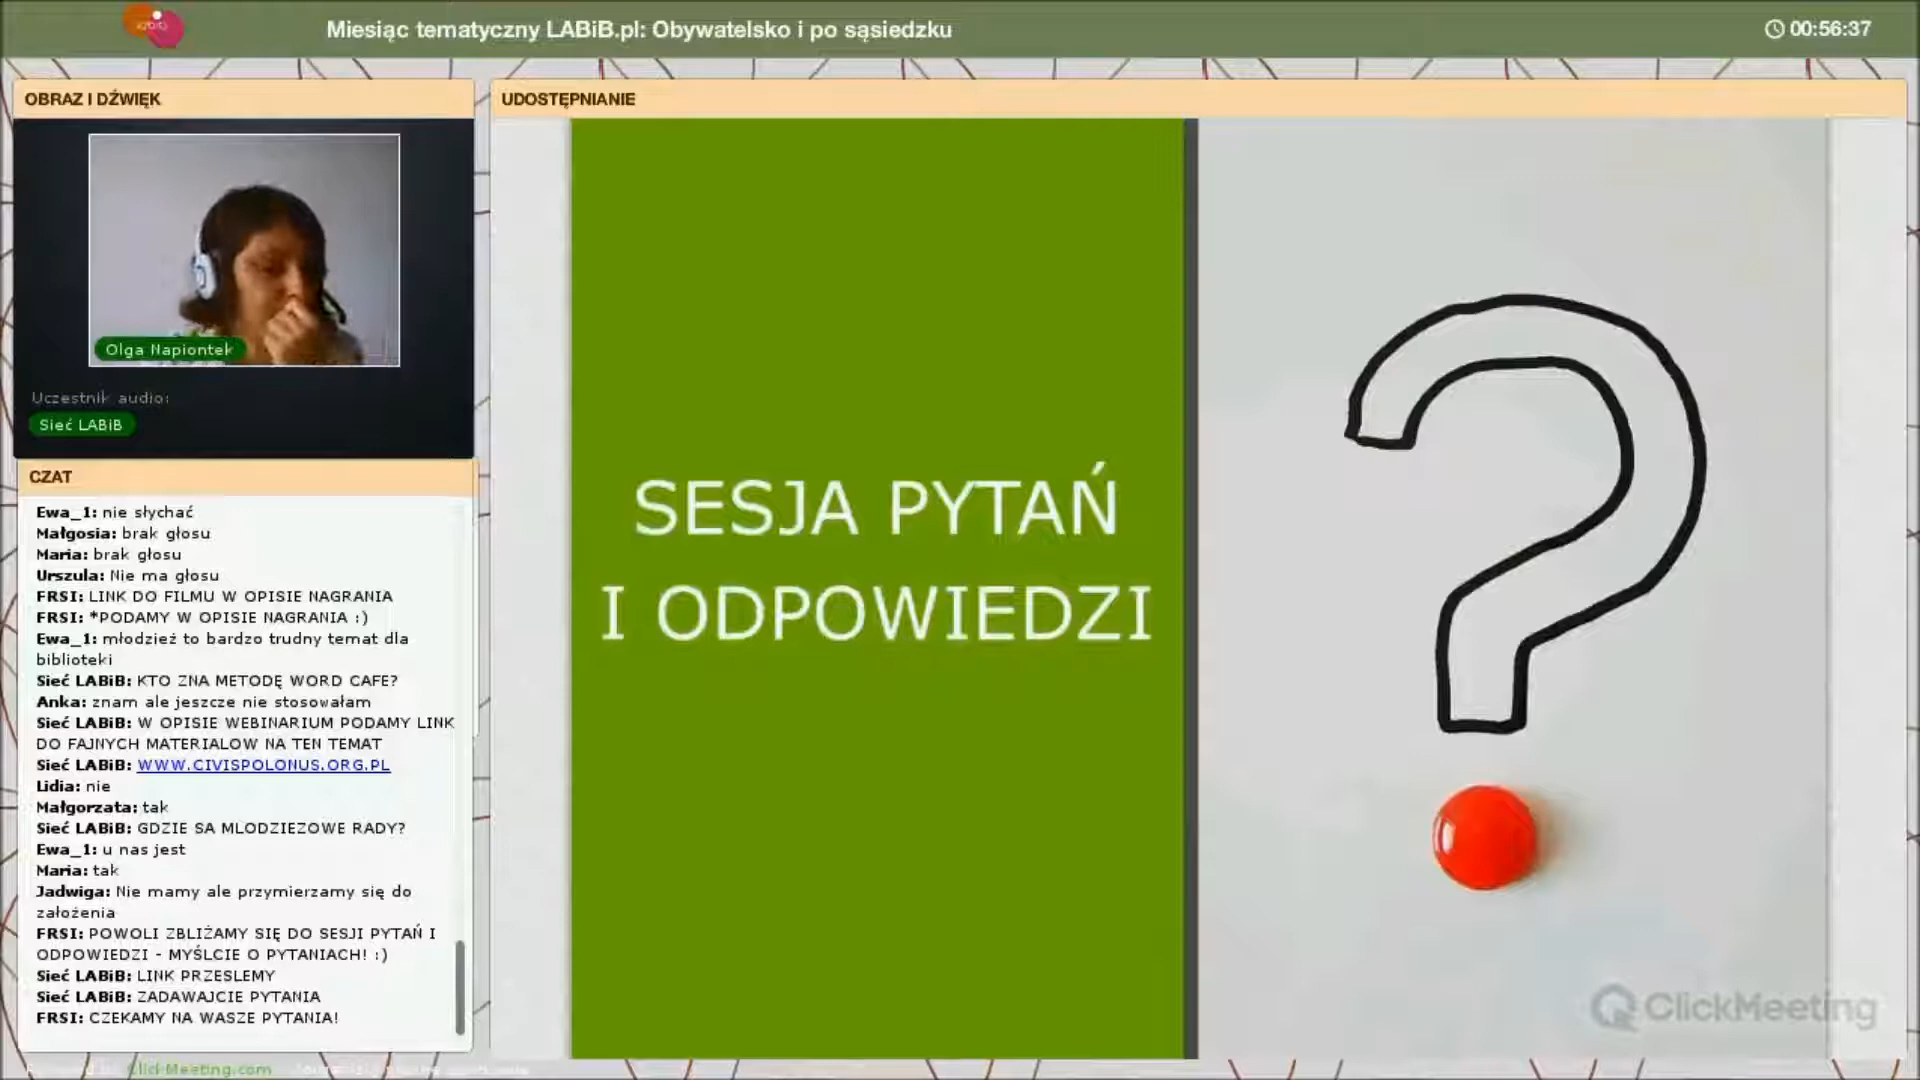 Miesiąc tematyczny LABiB.pl: Obywatelsko i po sąsiedzku
00:56:37
OBRAZ I DŹWIĘK
Olga Napiontek
Uczestnik audio:
Sieć LABiB
CZAT
Ewa_1: nie słychać
Małgosia: brak głosu
Maria: brak głosu
Urszula: Nie ma głosu
FRSI: LINK DO FILMU W OPISIE NAGRANIA
FRSI: *PODAMY W OPISIE NAGRANIA :)
Ewa_1: młodzież to bardzo trudny temat dla
biblioteki
Sieć LABiB: KTO ZNA METODĘ WORD CAFE?
Anka: znam ale jeszcze nie stosowałam
Sieć LABiB: W OPISIE WEBINARIUM PODAMY LINK
DO FAJNYCH MATERIALOW NA TEN TEMAT
Sieć LABiB: WWW.CIVISPOLONUS.ORG.PL
Lidia: nie
Małgorzata: tak
Sieć LABiB: GDZIE SA MLODZIEZOWE RADY?
Ewa_1: u nas jest
Maria: tak
Jadwiga: Nie mamy ale przymierzamy się do
założenia
FRSI: POWOLI ZBLIŻAMY SIĘ DO SESJI PYTAŃ I
ODPOWIEDZI - MYŚLCIE O PYTANIACH! :)
Sieć LABiB: LINK PRZESLEMY
Sieć LABiB: ZADAWAJCIE PYTANIA
FRSI: CZEKAMY NA WASZE PYTANIA!
ClickMeeting.com
UDOSTĘPNIANIE
SESJA PYTAŃ
I ODPOWIEDZI
?
ClickMeeting